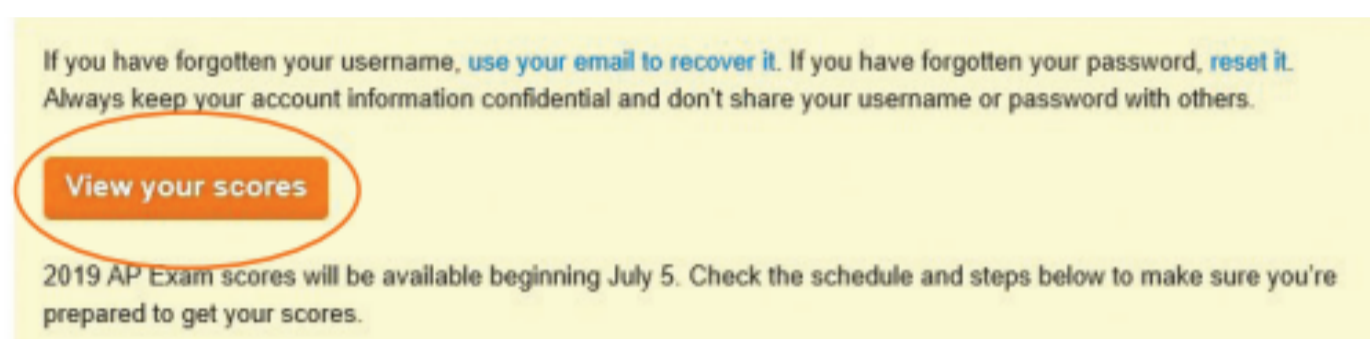 If you have forgotten your username, use your email to recover it. If you have forgotten your password, reset it.
Always keep your account information confidential and don't share your username or password with others.
View your scores
2019 AP Exam scores will be available beginning July 5. Check the schedule and steps below to make sure you're
prepared to get your scores.